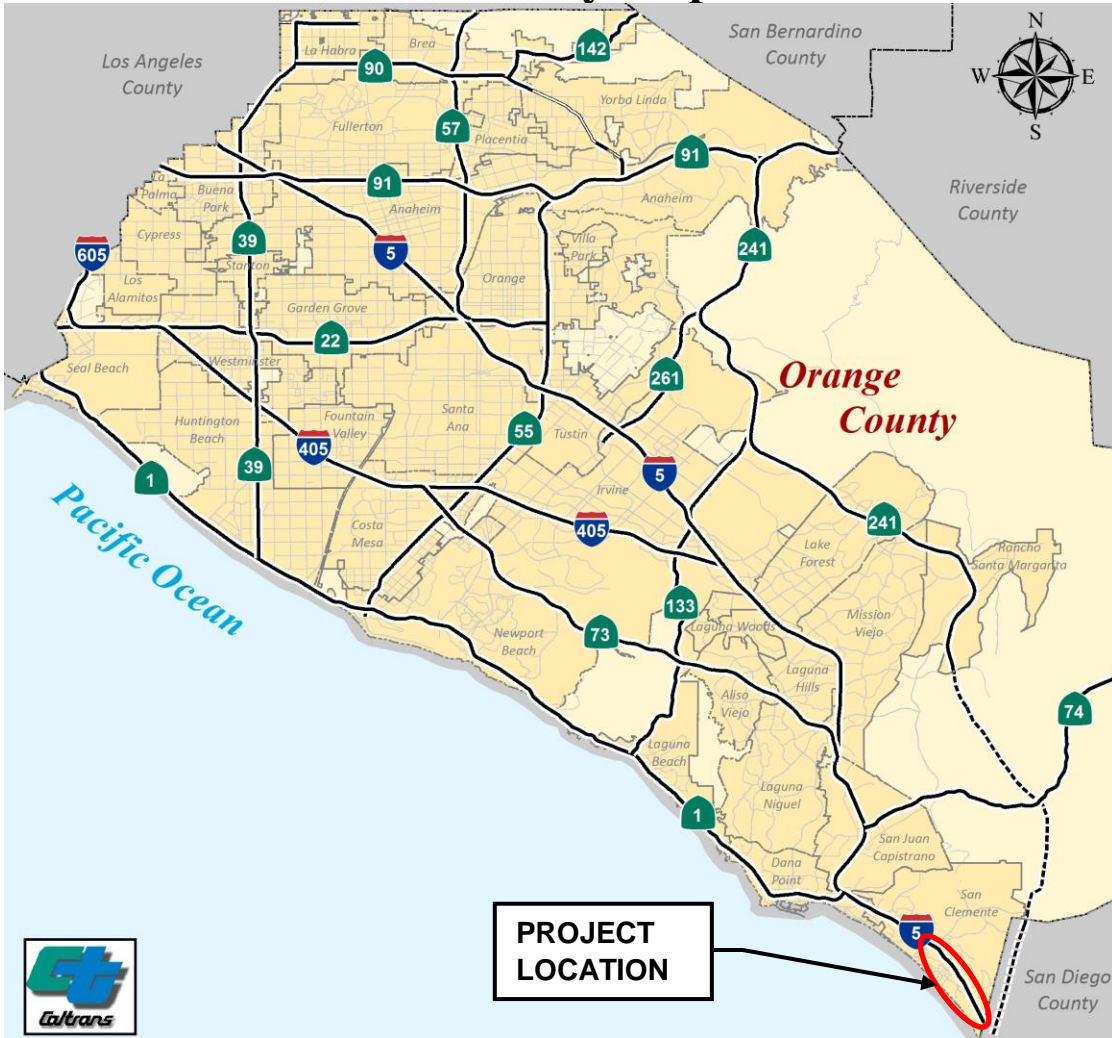 Los Angeles
County
San Bernardino
County
N
W
E
S
La Habra
Brea
142
90
Yorba Linda
Fullerton
57
Placentia
91
91
La
Palma
Buena
Park
Anaheim
Anaheim
Riverside
County
Cypress
39
5
Villa
Park
241
605
Stanton
Orange
Los
Alamitos
Garden Grove
22
Seal Beach
Westminster
261
Orange
County
Huntington
Beach
Fountain
Valley
Santa
Ana
55
Tustin
405
39
1
5
Irvine
Pacific Ocean
Costa
Mesa
405
241
Lake
Forest
Rancho
Santa Margarita
133
Mission
Viejo
Newport
Beach
73
Laguna Woods
Laguna
Hills
Aliso
Viejo
74
Laguna
Beach
Laguna
Niguel
1
San Juan
Capistrano
Dana
Point
San
Clemente
PROJECT
LOCATION
5
San Diego
County
Ct
Caltrans